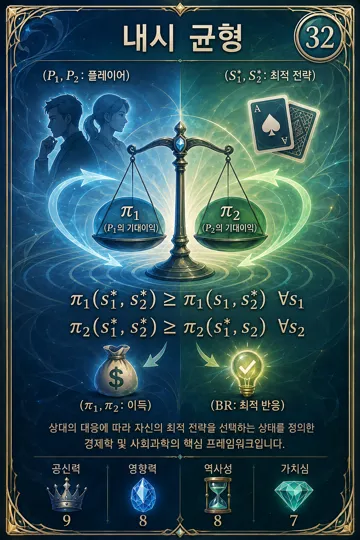 내시 균형
32
(P₁, P₂ : 플레이어)
(S₁*, S₂* : 최적 전략)
A
A
π₁
(P₁의 기대이익)
π₂
(P₂의 기대이익)
π₁(s₁*, s₂*) ≥ π₁(s₁, s₂*) ∀s₁
π₂(s₁*, s₂*) ≥ π₂(s₁*, s₂) ∀s₂
$
(π₁, π₂ : 이득)
(BR: 최적 반응)
상대의 대응에 따라 자신의 최적 전략을 선택하는 상태를 정의한
경제학 및 사회과학의 핵심 프레임워크입니다.
공신력 영향력 역사성 가치심
9 8 8 7